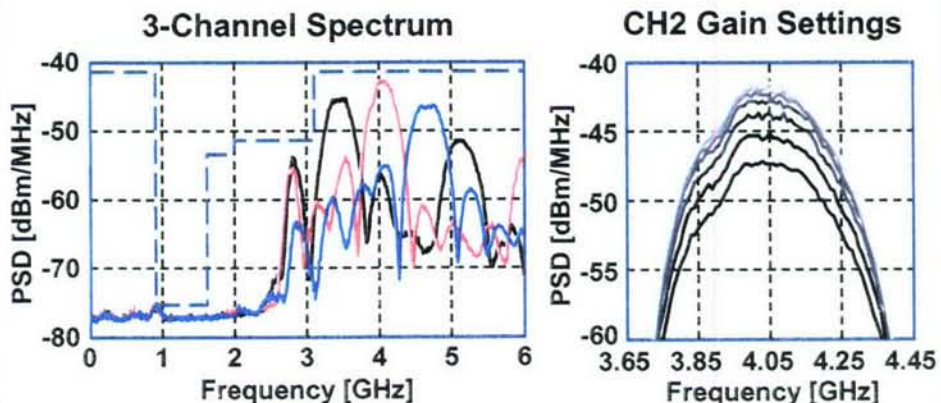 3-Channel Spectrum
PSD [dBm/MHz]
-40
-50
-60
-70
-80
0 1 2 3 4 5 6
Frequency [GHz]
CH2 Gain Settings
PSD [dBm/MHz]
-40
-45
-50
-55
-60
3.65 3.85 4.05 4.25 4.45
Frequency [GHz]